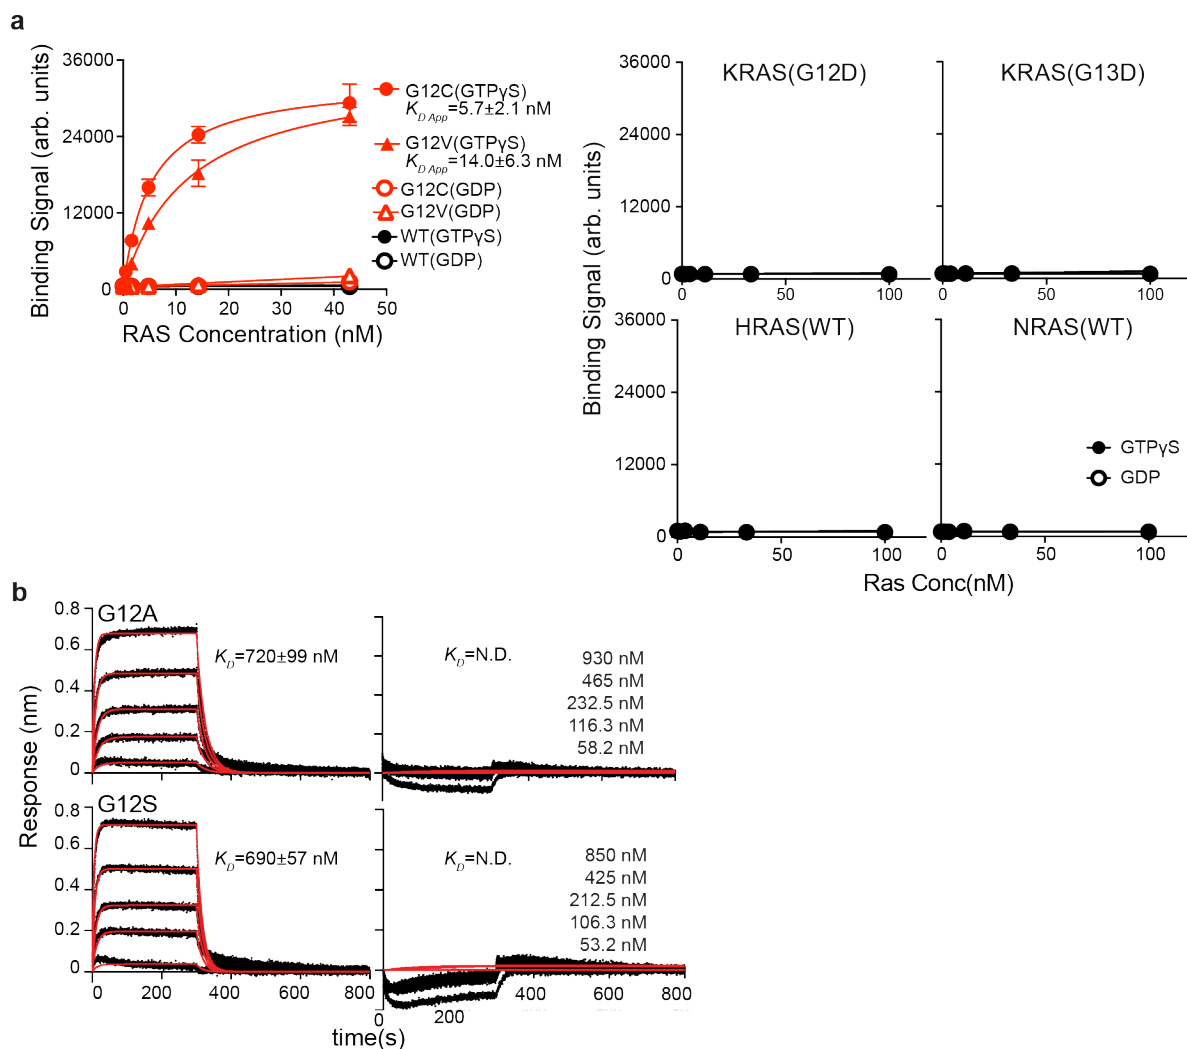 a
Binding Signal (arb. units)
36000
24000
12000
0
0 10 20 30 40 50
RAS Concentration (nM)
G12C(GTPγS)
K_D App=5.7±2.1 nM
G12V(GTPγS)
K_D App=14.0±6.3 nM
G12C(GDP)
G12V(GDP)
WT(GTPγS)
WT(GDP)
Binding Signal (arb. units)
36000
24000
12000
0
KRAS(G12D)
0 50 100
KRAS(G13D)
0 50 100
36000
24000
12000
0
HRAS(WT)
0 50 100
NRAS(WT)
GTPγS
GDP
0 50 100
Ras Conc(nM)
b
Response (nm)
0.8
0.6
0.4
0.2
0
G12A
K_D=720±99 nM
K_D=N.D.
930 nM
465 nM
232.5 nM
116.3 nM
58.2 nM
0.8
0.6
0.4
0.2
0
G12S
K_D=690±57 nM
K_D=N.D.
850 nM
425 nM
212.5 nM
106.3 nM
53.2 nM
0 200 400 600 800
0 200 400 600 800
time(s)